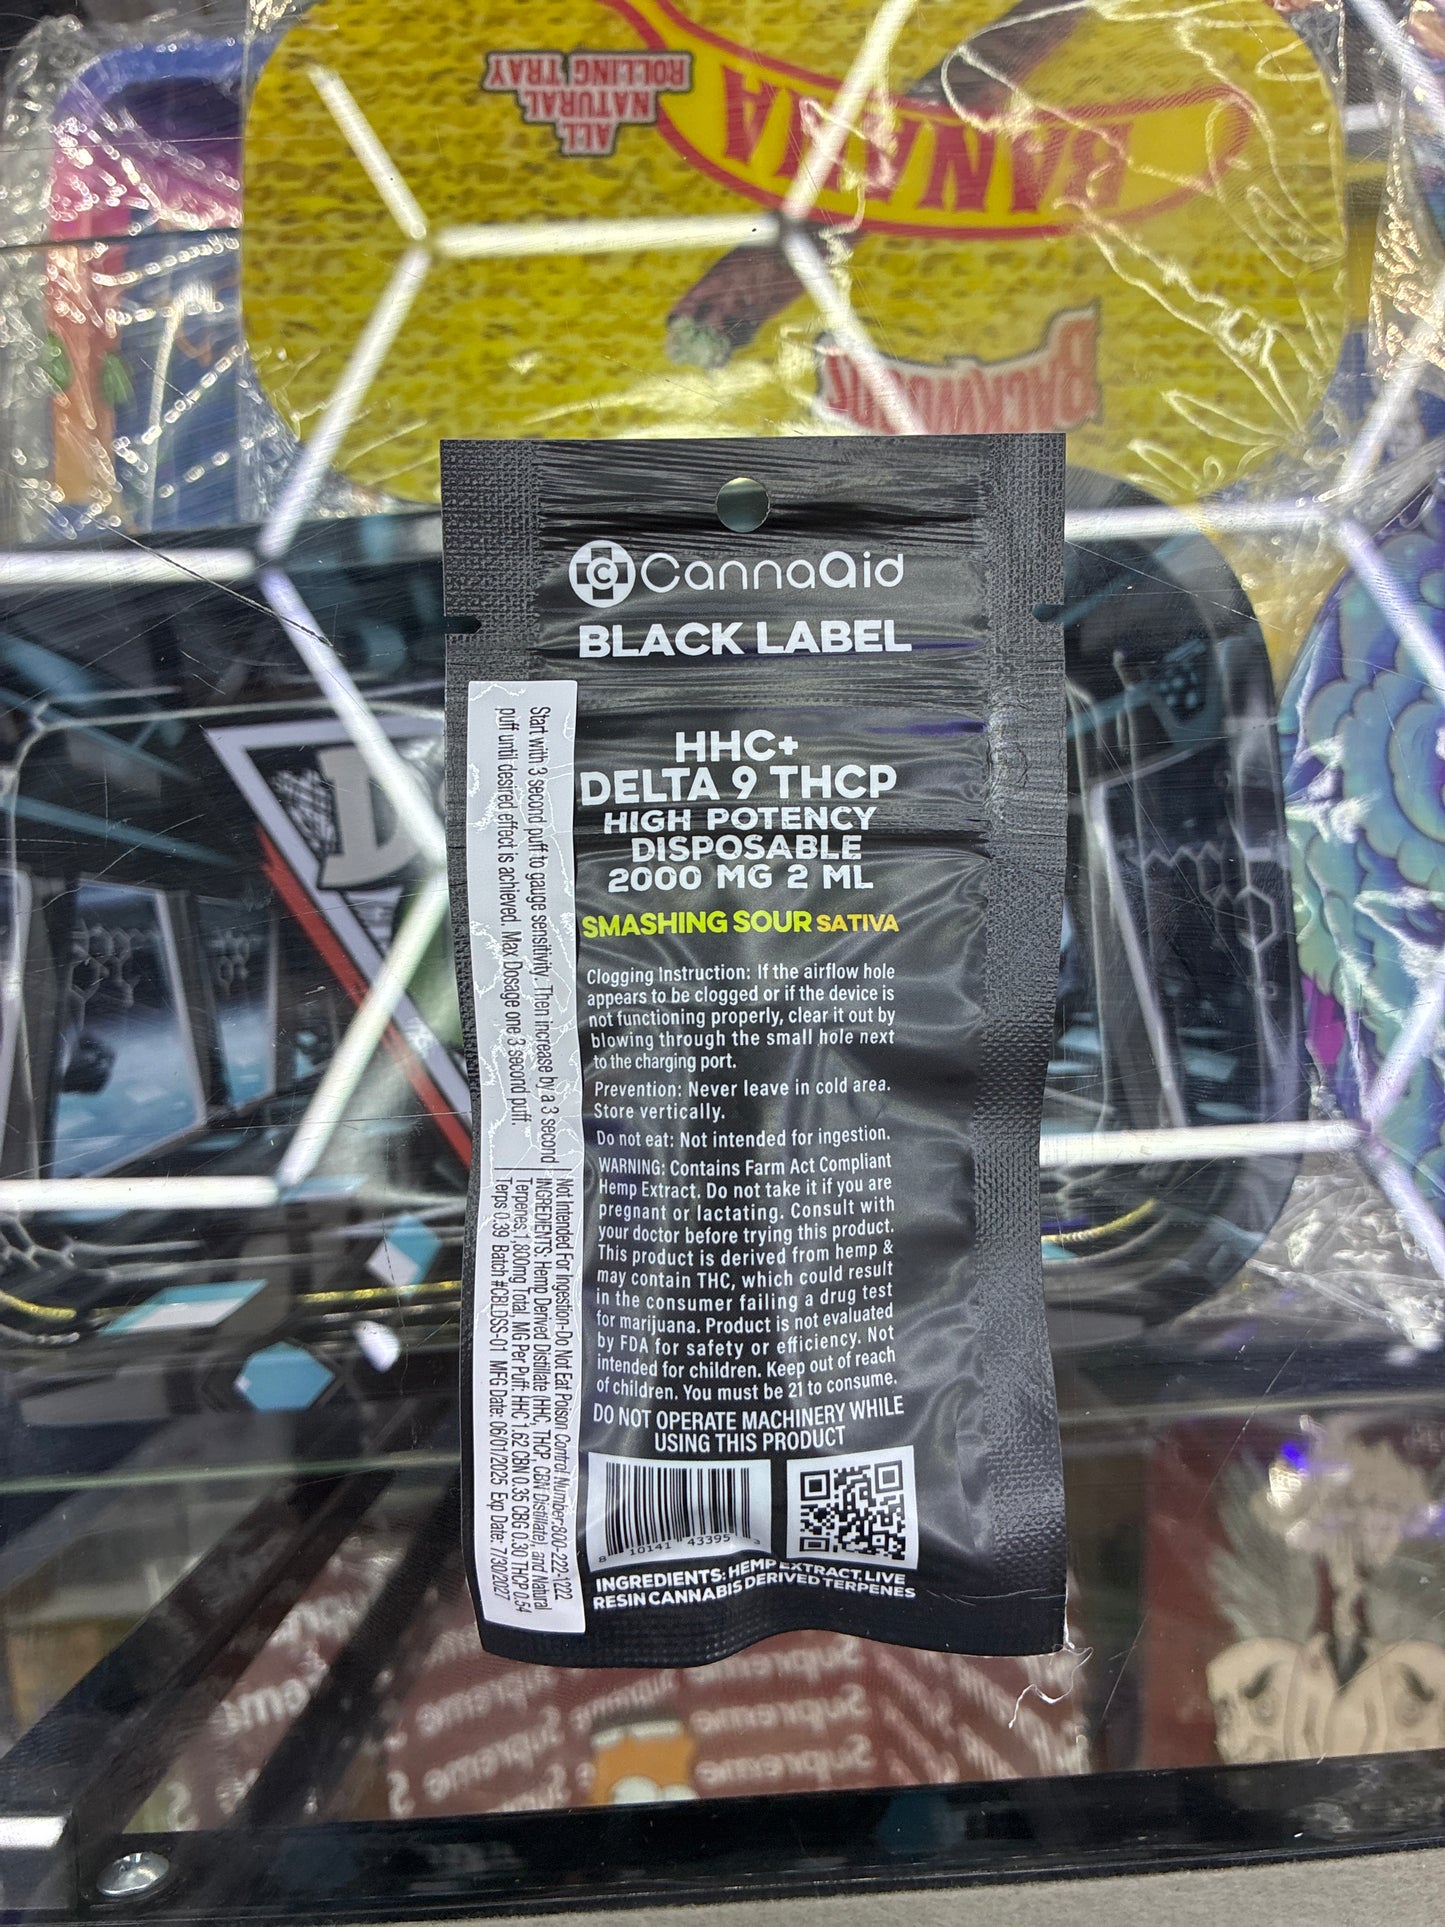 ALL
NATURAL
ROLLING TRAY
BANANA
BACKWOODS
CannaAid
BLACK LABEL
HHC+
DELTA 9 THCP
HIGH POTENCY
DISPOSABLE
2000 MG 2 ML
SMASHING SOUR SATIVA
Clogging Instruction: If the airflow hole
appears to be clogged or if the device is
not functioning properly, clear it out by
blowing through the small hole next
to the charging port.
Prevention: Never leave in cold area.
Store vertically.
Do not eat: Not intended for ingestion.
WARNING: Contains Farm Act Compliant
Hemp Extract. Do not take it if you are
pregnant or lactating. Consult with
your doctor before trying this product.
This product is derived from hemp &
may contain THC, which could result
in the consumer failing a drug test
for marijuana. Product is not evaluated
by FDA for safety or efficiency. Not
intended for children. Keep out of reach
of children. You must be 21 to consume.
DO NOT OPERATE MACHINERY WHILE
USING THIS PRODUCT
8 10141 43395 3
INGREDIENTS: HEMP EXTRACT, LIVE
RESIN CANNABIS DERIVED TERPENES
Start with 3 second puff to gauge sensitivity. Then increase by a 3 second
puff until desired effect is achieved. Max Dosage one 3 second puff.
Not Intended For Ingestion-Do Not Eat Poison Control Number:800-222-1222
INGREDIENTS: Hemp Derived Distillate (HHC, THCP, CBN Distillate), and Natural
Terpenes 1,800mg Total, MG Per Puff: HHC 1.62 CBN 6.35 CBG 0.30 THCP 0.54
Terps 0.39 Batch #CBLDSS-01 MFG Date: 06/01/2025 Exp Date: 7/30/2027
Supreme
Supreme
Supreme
Supreme S
Supreme